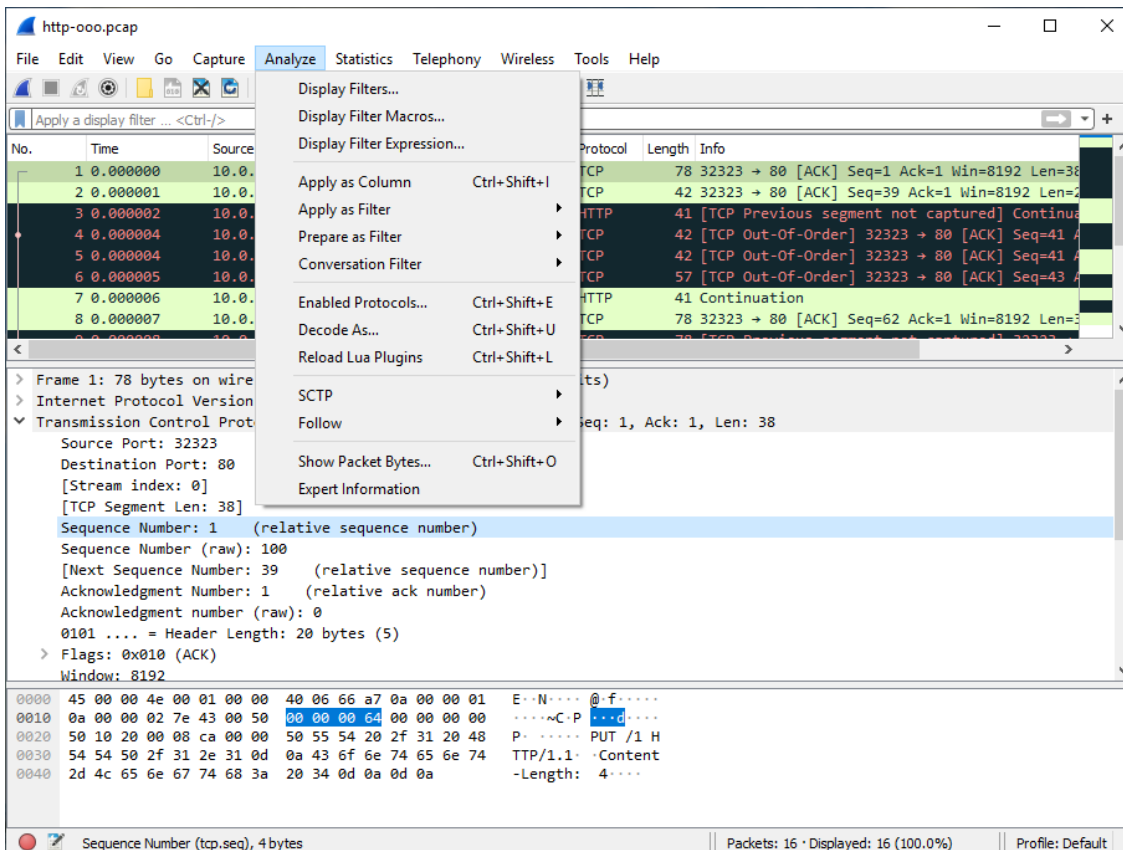 http-ooo.pcap
File Edit View Go Capture Analyze Statistics Telephony Wireless Tools Help
Apply a display filter ... <Ctrl-/>
+
Display Filters...
Display Filter Macros...
Display Filter Expression...
Apply as Column Ctrl+Shift+I
Apply as Filter
Prepare as Filter
Conversation Filter
Enabled Protocols... Ctrl+Shift+E
Decode As... Ctrl+Shift+U
Reload Lua Plugins Ctrl+Shift+L
SCTP
Follow
Show Packet Bytes... Ctrl+Shift+O
Expert Information
No. Time Source Protocol Length Info
1 0.000000 10.0. TCP 78 32323 → 80 [ACK] Seq=1 Ack=1 Win=8192 Len=38
2 0.000001 10.0. TCP 42 32323 → 80 [ACK] Seq=39 Ack=1 Win=8192 Len=2
3 0.000002 10.0. HTTP 41 [TCP Previous segment not captured] Continua
4 0.000004 10.0. TCP 42 [TCP Out-Of-Order] 32323 → 80 [ACK] Seq=41 A
5 0.000004 10.0. TCP 42 [TCP Out-Of-Order] 32323 → 80 [ACK] Seq=41 A
6 0.000005 10.0. TCP 57 [TCP Out-Of-Order] 32323 → 80 [ACK] Seq=43 A
7 0.000006 10.0. HTTP 41 Continuation
8 0.000007 10.0. TCP 78 32323 → 80 [ACK] Seq=62 Ack=1 Win=8192 Len=3
Frame 1: 78 bytes on wire ts)
Internet Protocol Version
Transmission Control Prot Seq: 1, Ack: 1, Len: 38
Source Port: 32323
Destination Port: 80
[Stream index: 0]
[TCP Segment Len: 38]
Sequence Number: 1 (relative sequence number)
Sequence Number (raw): 100
[Next Sequence Number: 39 (relative sequence number)]
Acknowledgment Number: 1 (relative ack number)
Acknowledgment number (raw): 0
0101 .... = Header Length: 20 bytes (5)
Flags: 0x010 (ACK)
Window: 8192
0000 45 00 00 4e 00 01 00 00 40 06 66 a7 0a 00 00 01 E··N···· @·f·····
0010 0a 00 00 02 7e 43 00 50 00 00 00 64 00 00 00 00 ····~C·P ···d····
0020 50 10 20 00 08 ca 00 00 50 55 54 20 2f 31 20 48 P· ····· PUT /1 H
0030 54 54 50 2f 31 2e 31 0d 0a 43 6f 6e 74 65 6e 74 TTP/1.1· ·Content
0040 2d 4c 65 6e 67 74 68 3a 20 34 0d 0a 0d 0a -Length: 4····
Sequence Number (tcp.seq), 4 bytes Packets: 16 · Displayed: 16 (100.0%) Profile: Default